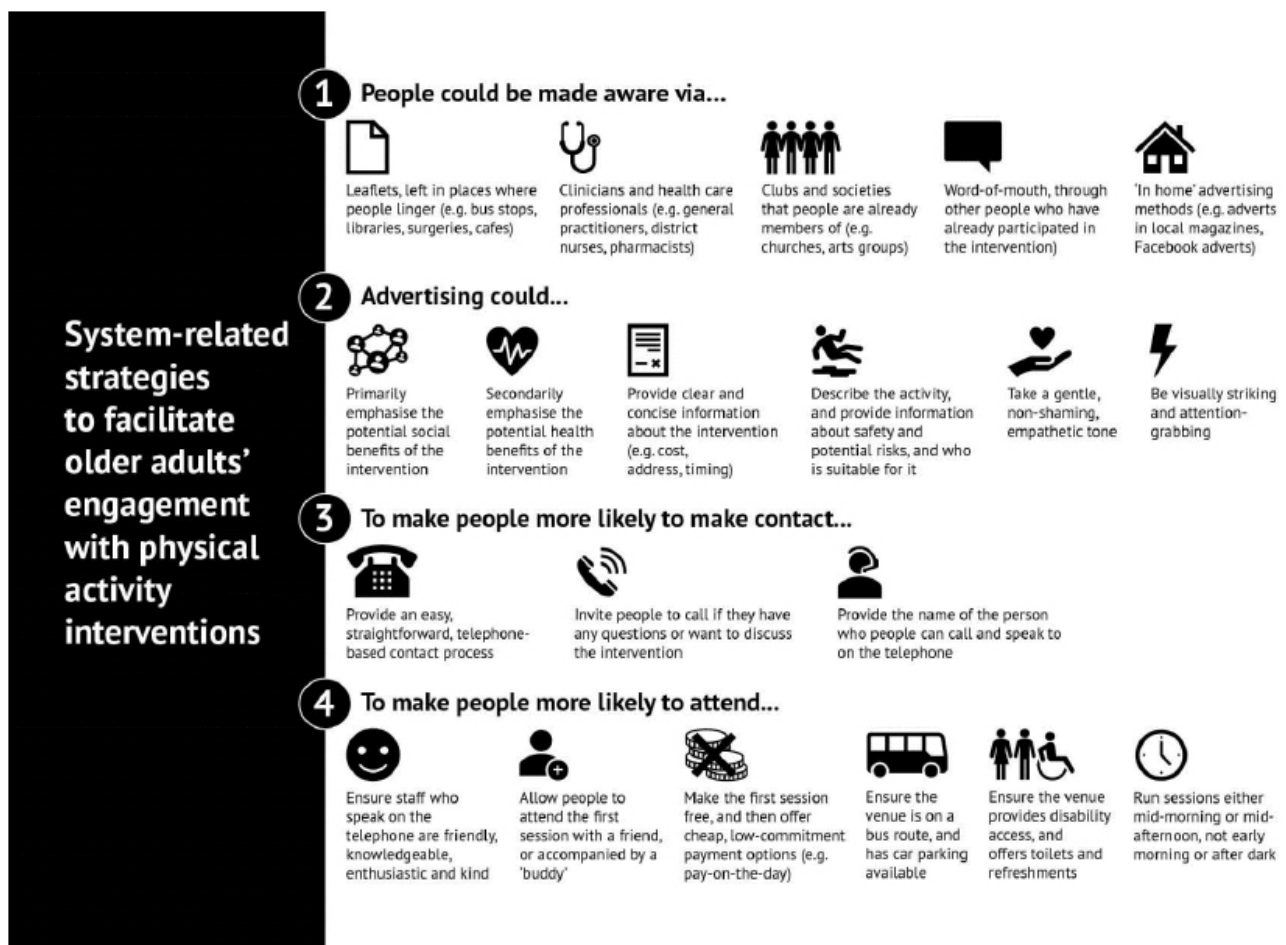 System-related
strategies
to facilitate
older adults’
engagement
with physical
activity
interventions
1 People could be made aware via...
Leaflets, left in places where
people linger (e.g. bus stops,
libraries, surgeries, cafes)
Clinicians and health care
professionals (e.g. general
practitioners, district
nurses, pharmacists)
Clubs and societies
that people are already
members of (e.g.
churches, arts groups)
Word-of-mouth, through
other people who have
already participated in
the intervention)
‘In home’ advertising
methods (e.g. adverts
in local magazines,
Facebook adverts)
2 Advertising could...
Primarily
emphasise the
potential social
benefits of the
intervention
Secondarily
emphasise the
potential health
benefits of the
intervention
Provide clear and
concise information
about the intervention
(e.g. cost,
address, timing)
Describe the activity,
and provide information
about safety and
potential risks, and who
is suitable for it
Take a gentle,
non-shaming,
empathetic tone
Be visually striking
and attention-
grabbing
3 To make people more likely to make contact...
Provide an easy,
straightforward, telephone-
based contact process
Invite people to call if they have
any questions or want to discuss
the intervention
Provide the name of the person
who people can call and speak to
on the telephone
4 To make people more likely to attend...
Ensure staff who
speak on the
telephone are friendly,
knowledgeable,
enthusiastic and kind
Allow people to
attend the first
session with a friend,
or accompanied by a
‘buddy’
Make the first session
free, and then offer
cheap, low-commitment
payment options (e.g.
pay-on-the-day)
Ensure the
venue is on a
bus route, and
has car parking
available
Ensure the venue
provides disability
access, and
offers toilets and
refreshments
Run sessions either
mid-morning or mid-
afternoon, not early
morning or after dark